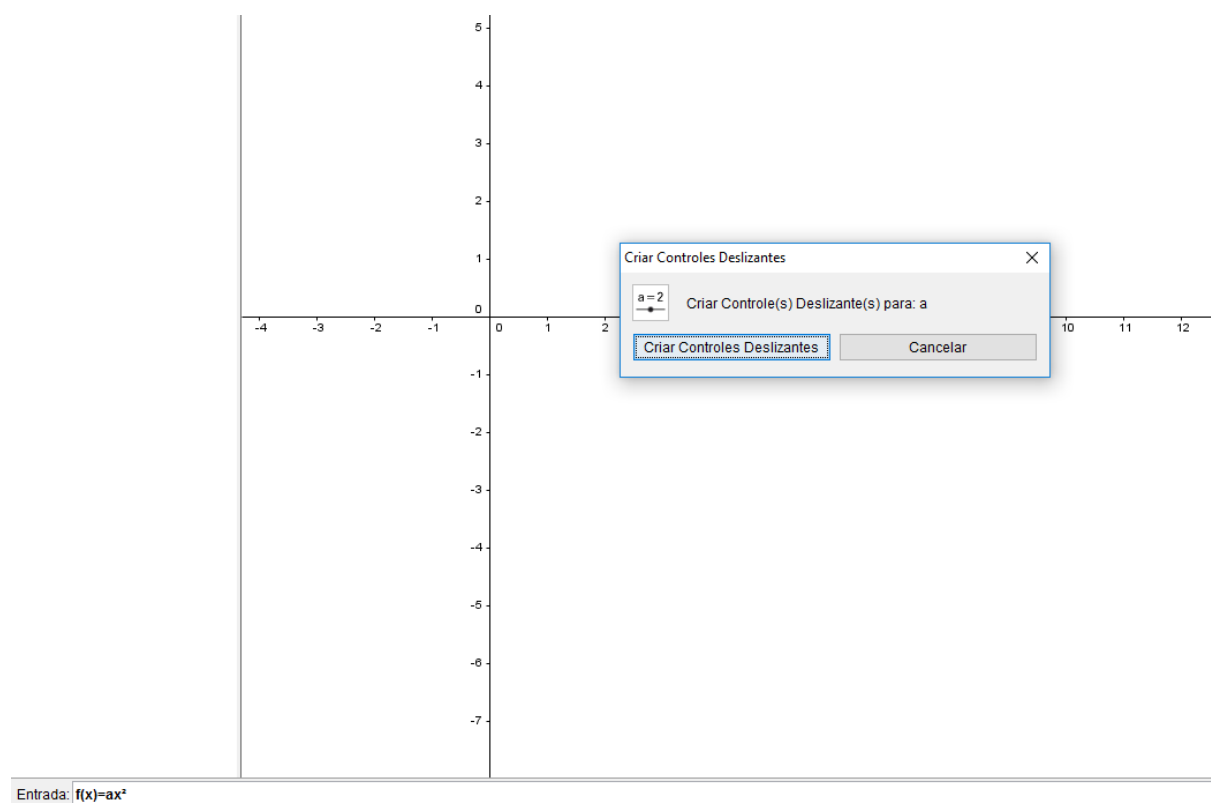 5
4
3
2
1
0
-4 -3 -2 -1 0 1 2 10 11 12
-1
-2
-3
-4
-5
-6
-7
Criar Controles Deslizantes
a=2
Criar Controle(s) Deslizante(s) para: a
Criar Controles Deslizantes
Cancelar
Entrada: f(x)=ax²